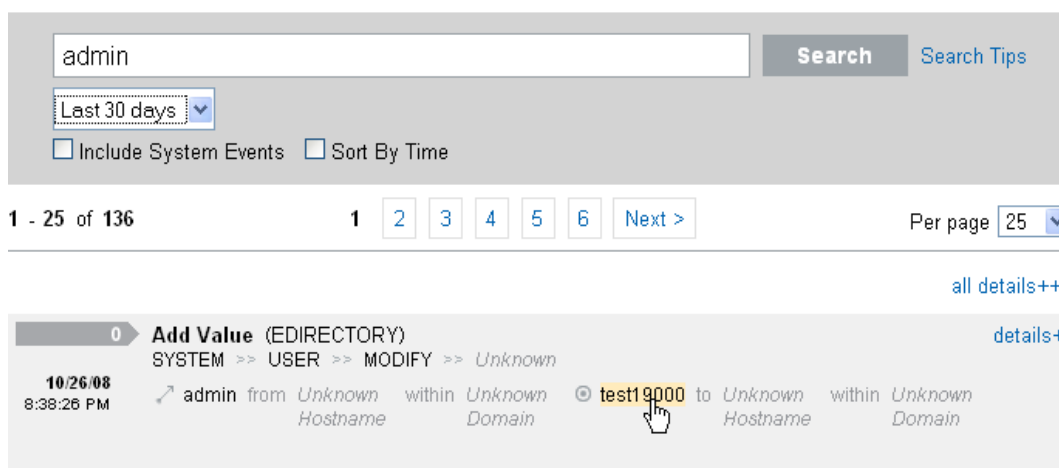 admin Search Search Tips
Last 30 days
Include System Events Sort By Time
1 - 25 of 136 1 2 3 4 5 6 Next > Per page 25
all details++
0 Add Value (EDIRECTORY) details+
SYSTEM >> USER >> MODIFY >> Unknown
10/26/08
8:38:26 PM admin from Unknown within Unknown test19000 to Unknown within Unknown
Hostname Domain Hostname Domain